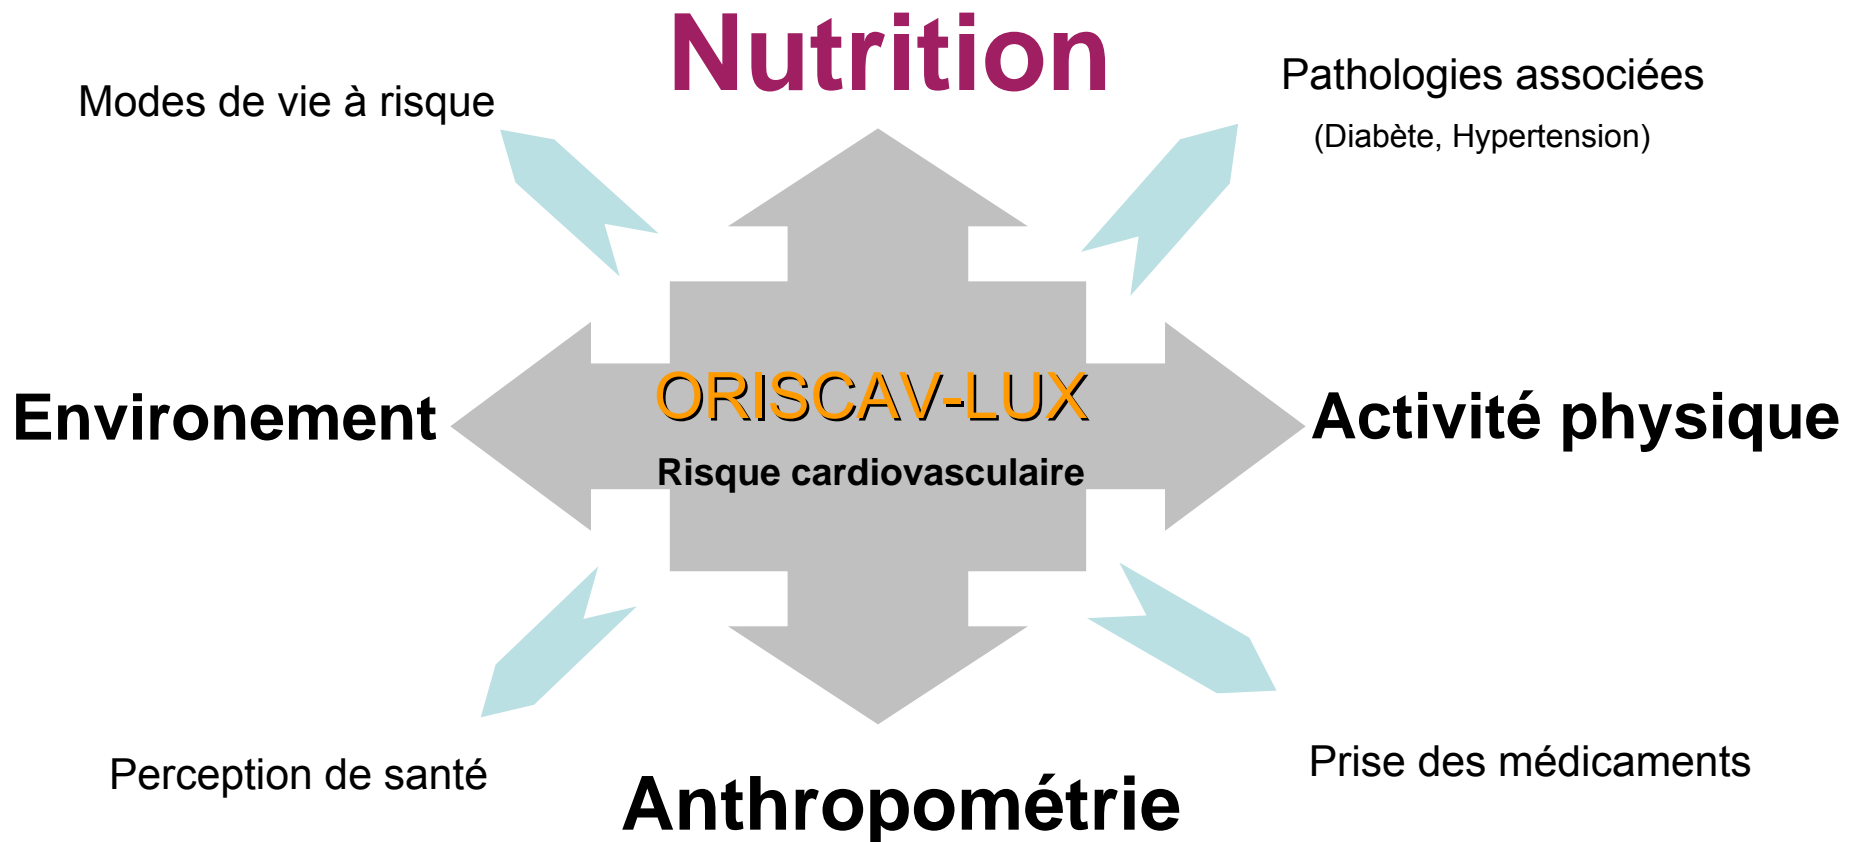 Nutrition
Modes de vie à risque
Pathologies associées
(Diabète, Hypertension)
ORISCAV-LUX
Environement
Activité physique
Risque cardiovasculaire
Perception de santé
Prise des médicaments
Anthropométrie